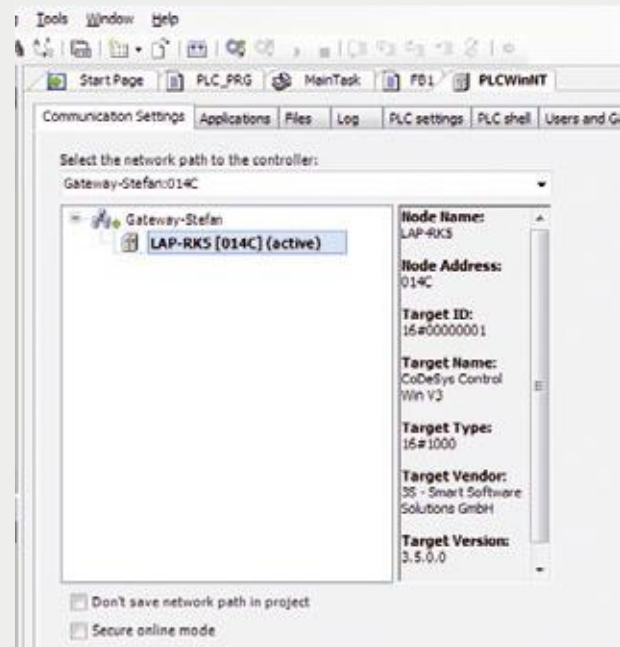 Tools Window Help
Start Page PLC_PRG MainTask FB1 PLCWinNT
Communication Settings Applications Files Log PLC settings PLC shell Users and
Select the network path to the controller:
Gateway-Stefan:014C
Gateway-Stefan
LAP-RK5 [014C] (active)
Node Name:
LAP-RK5
Node Address:
014C
Target ID:
16#00000001
Target Name:
CoDeSys Control
Win V3
Target Type:
16#1000
Target Vendor:
3S - Smart Software
Solutions GmbH
Target Version:
3.5.0.0
Don't save network path in project
Secure online mode